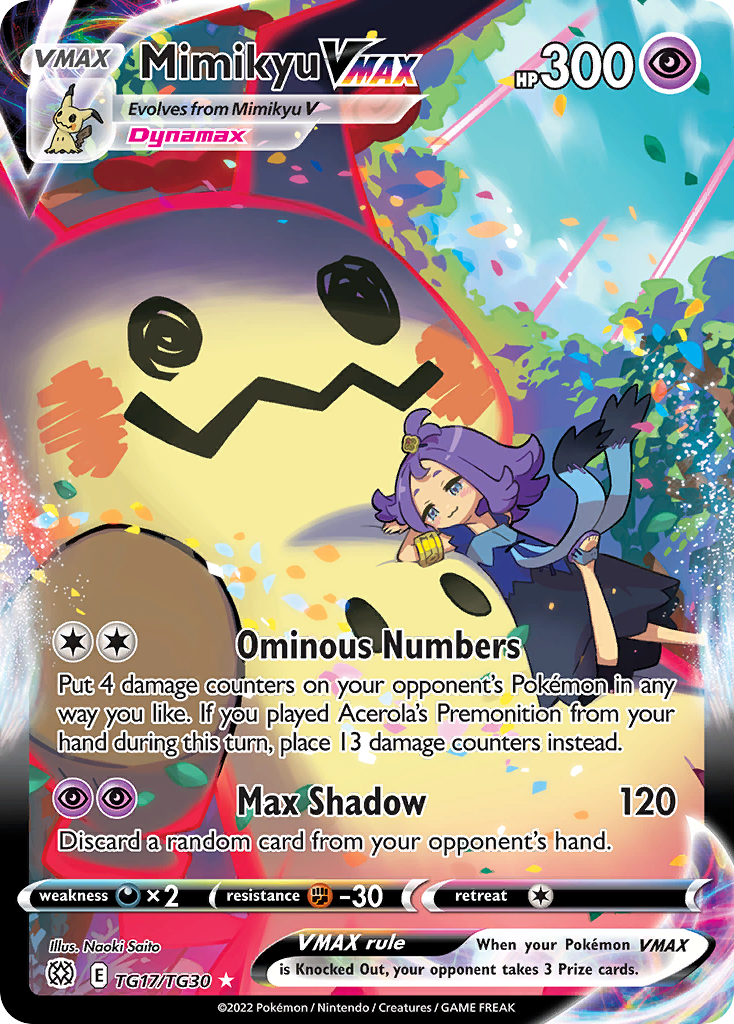 VMAX Mimikyu VMAX HP 300
Evolves from Mimikyu V
Dynamax
Ominous Numbers
Put 4 damage counters on your opponent's Pokémon in any
way you like. If you played Acerola's Premonition from your
hand during this turn, place 13 damage counters instead.
Max Shadow 120
Discard a random card from your opponent's hand.
weakness ×2 resistance -30 retreat
Illus. Naoki Saito
VMAX rule When your Pokémon VMAX
is Knocked Out, your opponent takes 3 Prize cards.
E TG17/TG30 ★
©2022 Pokémon / Nintendo / Creatures / GAME FREAK